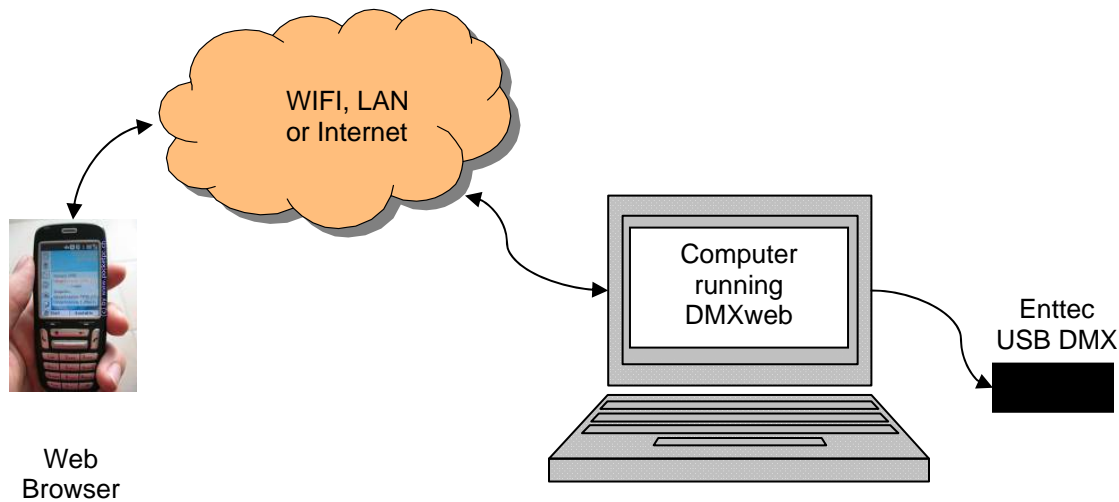 WIFI, LAN
or Internet
Computer
running
DMXweb
Enttec
USB DMX
Web
Browser